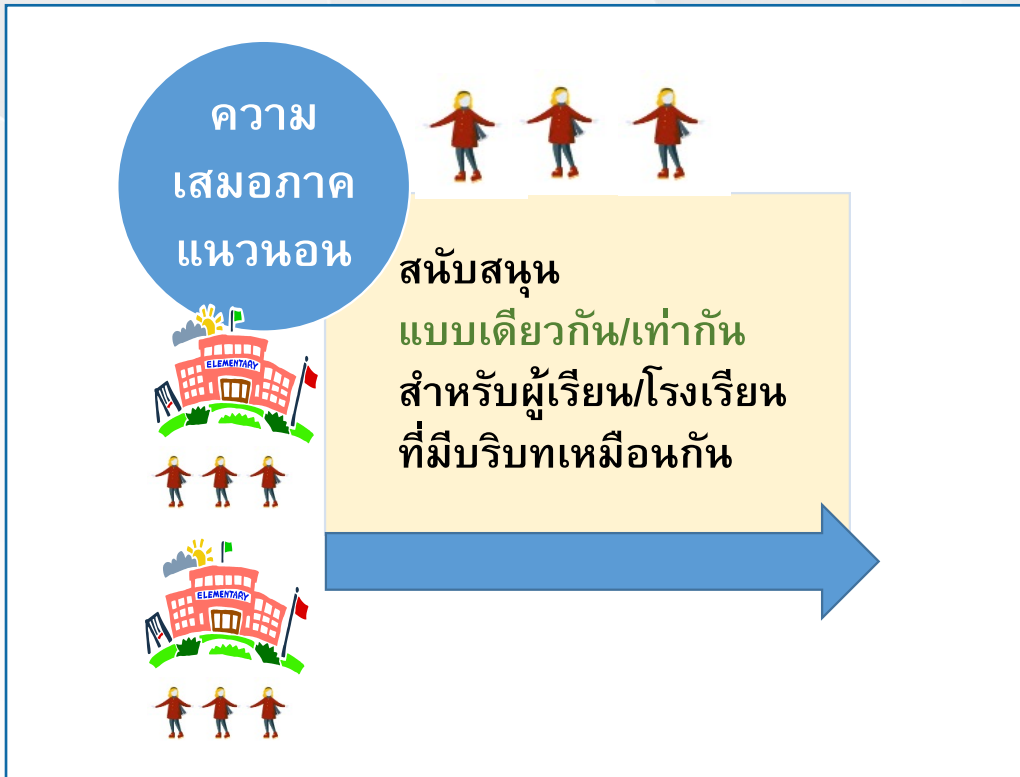 ความ
เสมอภาค
แนวนอน
สนับสนุน
แบบเดียวกัน/เท่ากัน
สำหรับผู้เรียน/โรงเรียน
ที่มีบริบทเหมือนกัน
ELEMENTARY
ELEMENTARY